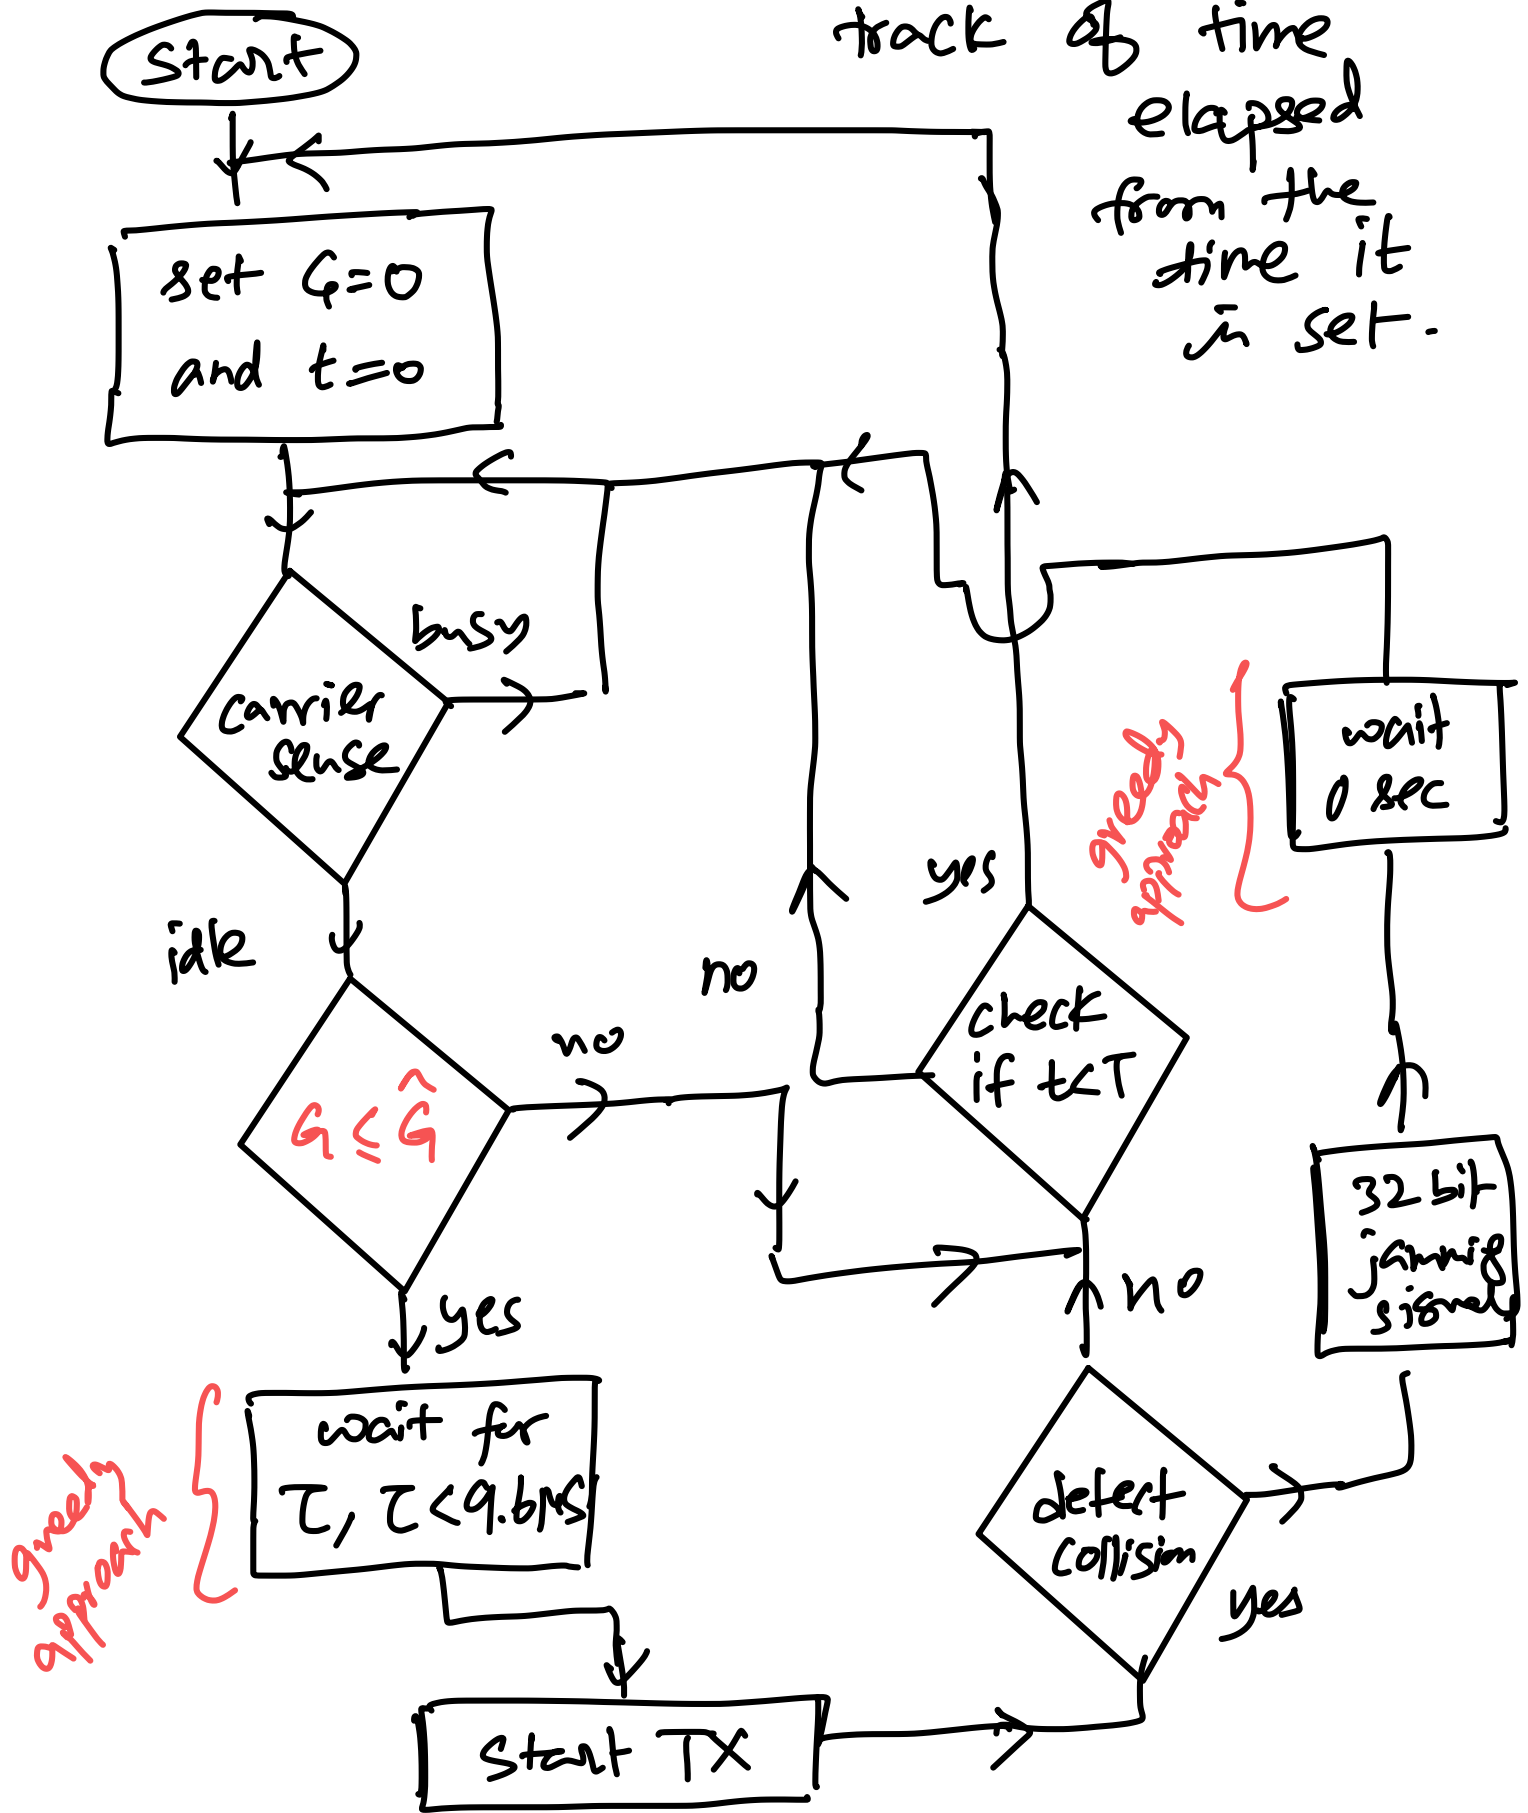 track of time
elapsed
from the
time it
is set.
start
set G=0
and t=0
busy
carrier
sense
idle
G ≤ Ĝ
no
yes
wait for
τ, τ<9.6μs
greedy
approach
start TX
detect
collision
yes
no
check
if t<T
no
yes
32 bit
jammig
signal
wait
0 sec
greedy
approach